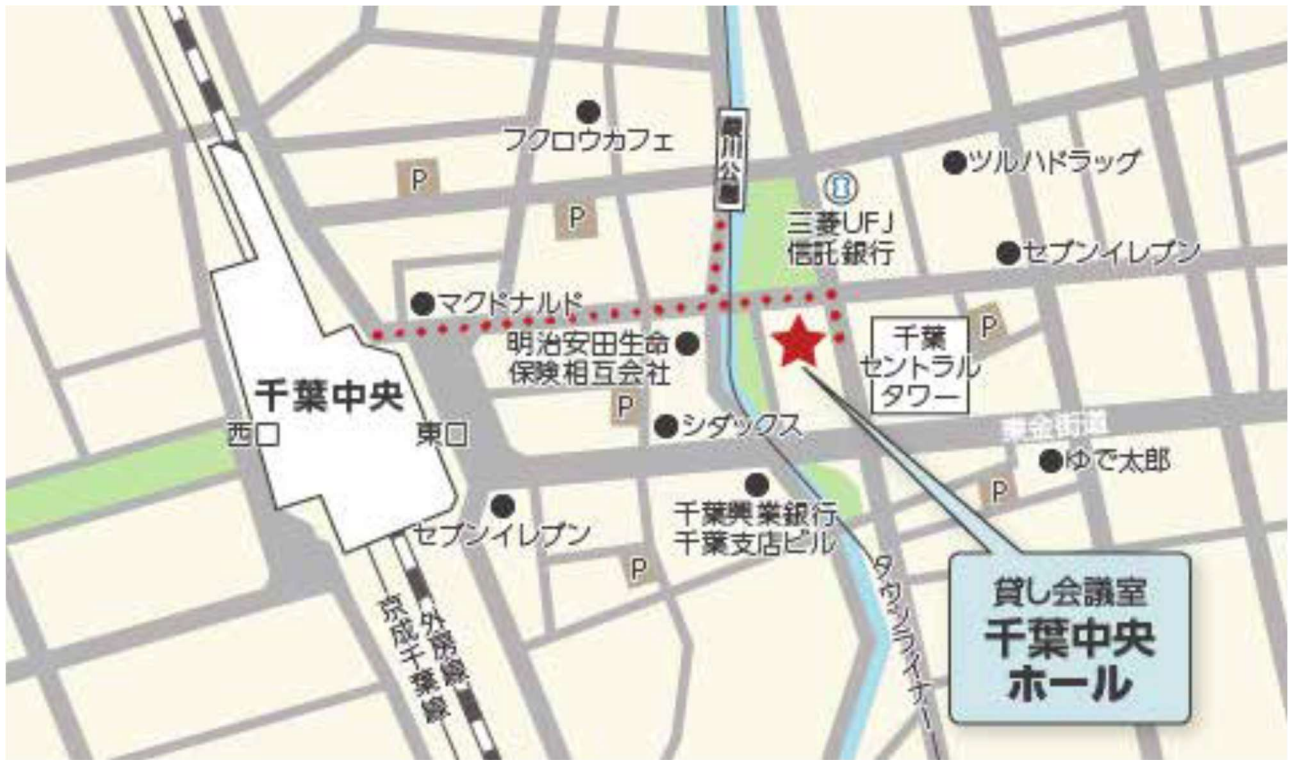 フクロウカフェ
P
P
ツルハドラッグ
三菱UFJ
信託銀行
セブンイレブン
マクドナルド
明治安田生命
保険相互会社
千葉
セントラル
タワー
P
千葉中央
西口
東口
P
シダックス
東金街道
ゆで太郎
P
セブンイレブン
千葉興業銀行
千葉支店ビル
P
タウンライナー
外房線
京成千葉線
貸し会議室
千葉中央
ホール